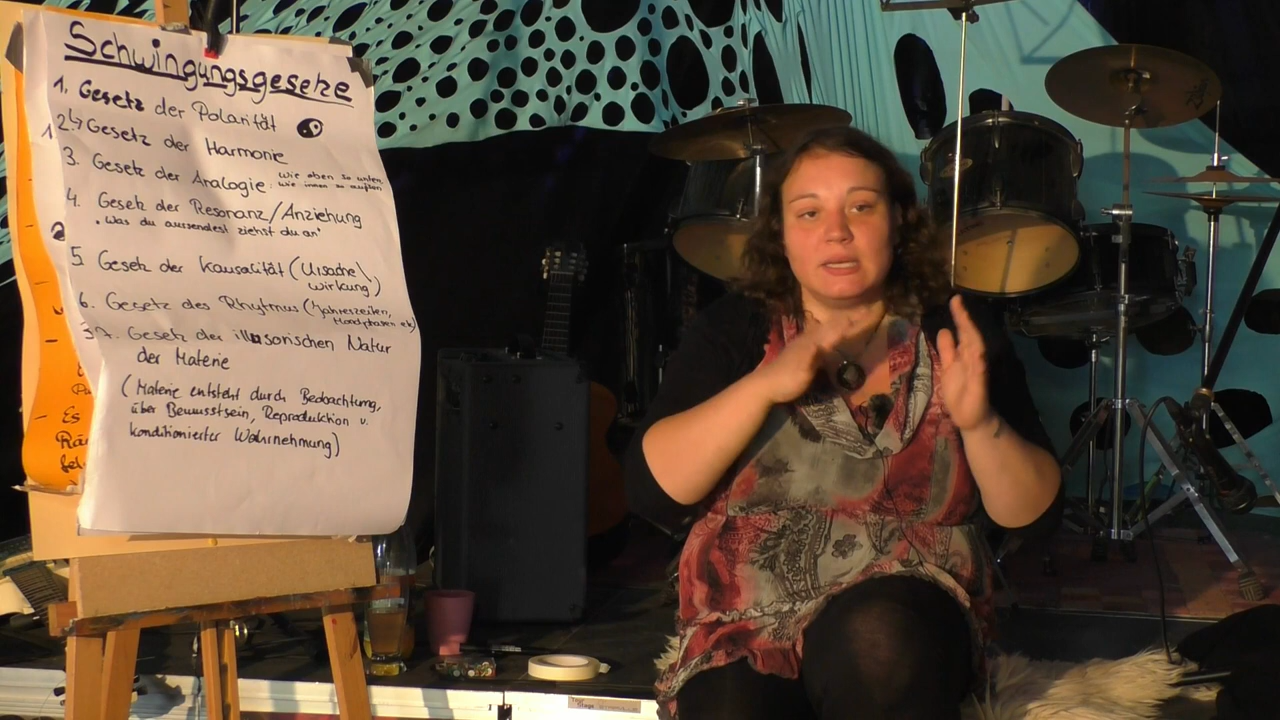 Schwingungsgesetze
1. Gesetz der Polarität
2. Gesetz der Harmonie
3. Gesetz der Analogie: wie oben so unten,
wie innen so außen
4. Gesetz der Resonanz/Anziehung
"Was du aussendest ziehst du an"
5. Gesetz der Kausalität (Ursache\
wirkung)
6. Gesetz des Rhytmus (Jahreszeiten,
Mondphasen etc)
7. Gesetz der illusorischen Natur
der Materie
(Materie entsteht durch Beobachtung,
über Bewusstsein, Reproduktion u.
konditionierter Wahrnehmung)
Es